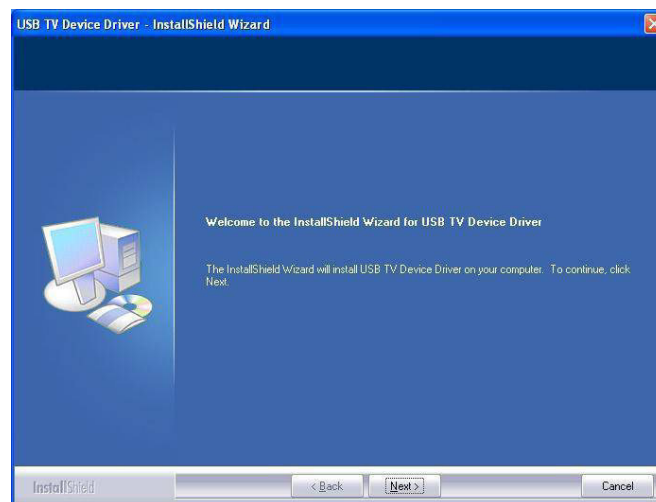 USB TV Device Driver - InstallShield Wizard
Welcome to the InstallShield Wizard for USB TV Device Driver
The InstallShield Wizard will install USB TV Device Driver on your computer. To continue, click
Next.
InstallShield
< Back
Next >
Cancel